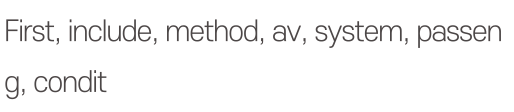 First, include, method, av, system, passen
g, condit